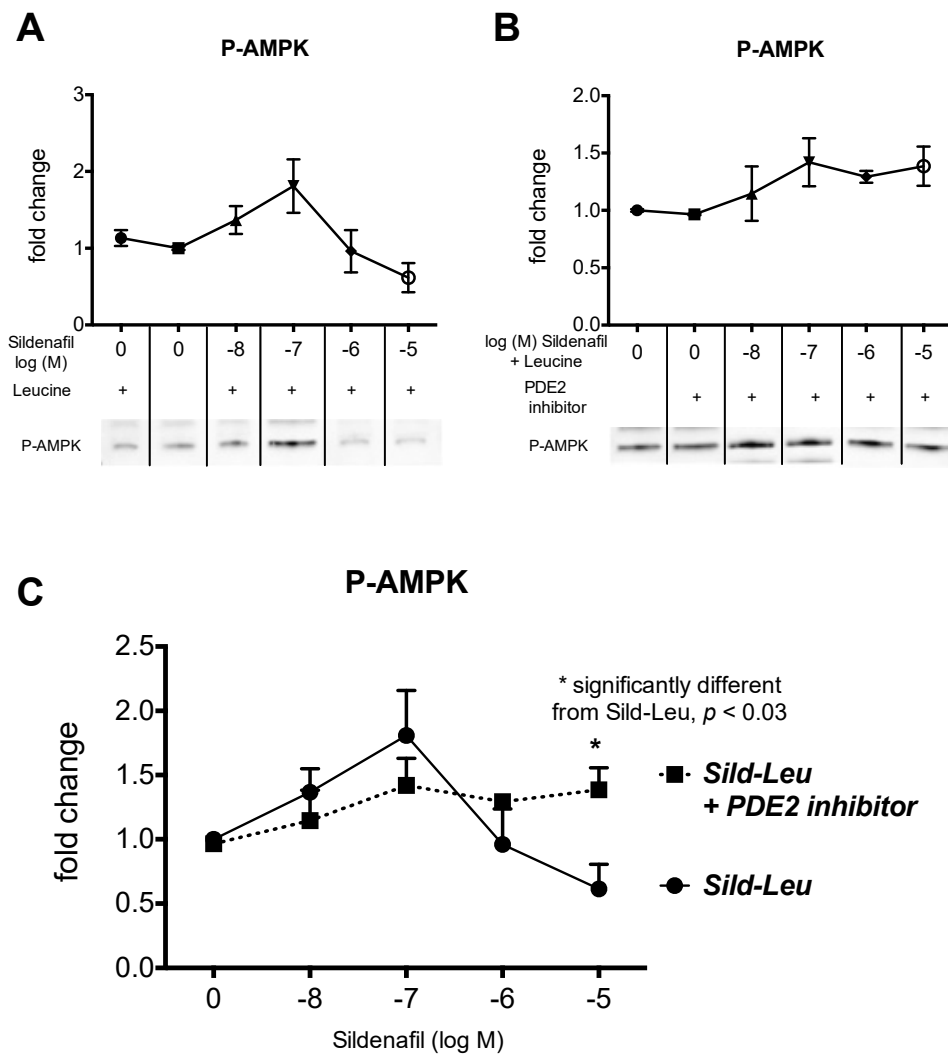 A
P-AMPK
3
2
1
0
fold change
Sildenafil
log (M)
0 0 -8 -7 -6 -5
Leucine + + + + +
P-AMPK
B
P-AMPK
2.0
1.5
1.0
0.5
0.0
fold change
log (M) Sildenafil
+ Leucine
0 0 -8 -7 -6 -5
PDE2
inhibitor
+ + + + +
P-AMPK
C
P-AMPK
2.5
2.0
1.5
1.0
0.5
0.0
fold change
* significantly different
from Sild-Leu, p < 0.03
*
Sild-Leu
+ PDE2 inhibitor
Sild-Leu
0 -8 -7 -6 -5
Sildenafil (log M)